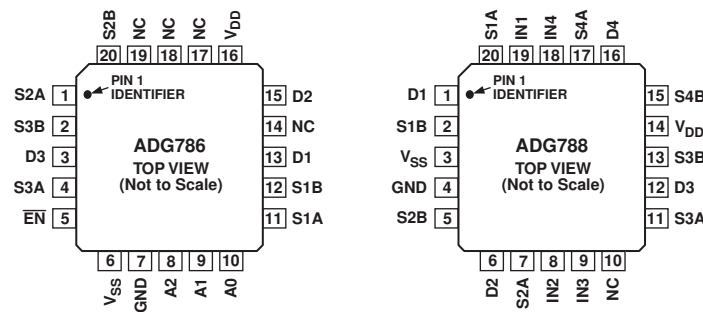 S2B NC NC NC VDD
20 19 18 17 16
PIN 1
IDENTIFIER
S2A 1
S3B 2
D3 3
S3A 4
E̅N̅ 5
ADG786
TOP VIEW
(Not to Scale)
15 D2
14 NC
13 D1
12 S1B
11 S1A
6 7 8 9 10
VSS GND A2 A1 A0
S1A IN1 IN4 S4A D4
20 19 18 17 16
PIN 1
IDENTIFIER
D1 1
S1B 2
VSS 3
GND 4
S2B 5
ADG788
TOP VIEW
(Not to Scale)
15 S4B
14 VDD
13 S3B
12 D3
11 S3A
6 7 8 9 10
D2 S2A IN2 IN3 NC